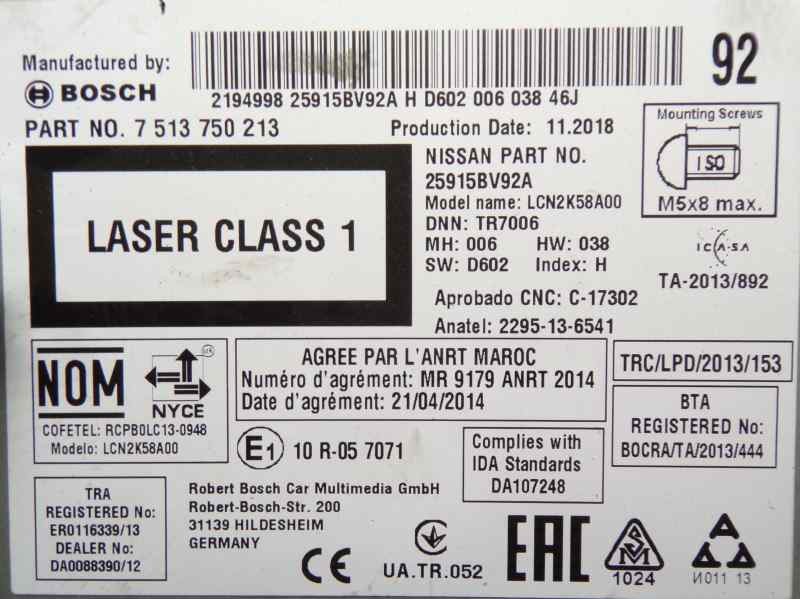 Manufactured by:
BOSCH
92
2194998 25915BV92A H D602 006 038 46J
PART NO. 7 513 750 213
Production Date: 11.2018
Mounting Screws
ISO
M5x8 max.
LASER CLASS 1
NISSAN PART NO.
25915BV92A
Model name: LCN2K58A00
DNN: TR7006
MH: 006 HW: 038
SW: D602 Index: H
ICASA
TA-2013/892
Aprobado CNC: C-17302
Anatel: 2295-13-6541
NOM
NYCE
COFETEL: RCPBOLC13-0948
Modelo: LCN2K58A00
AGREE PAR L'ANRT MAROC
Numéro d'agrément: MR 9179 ANRT 2014
Date d'agrément: 21/04/2014
TRC/LPD/2013/153
BTA
REGISTERED No:
BOCRA/TA/2013/444
E1 10 R-05 7071
Complies with
IDA Standards
DA107248
TRA
REGISTERED No:
ER0116339/13
DEALER No:
DA0088390/12
Robert Bosch Car Multimedia GmbH
Robert-Bosch-Str. 200
31139 HILDESHEIM
GERMANY
CE
UA.TR.052
EAC
1024
И011 13